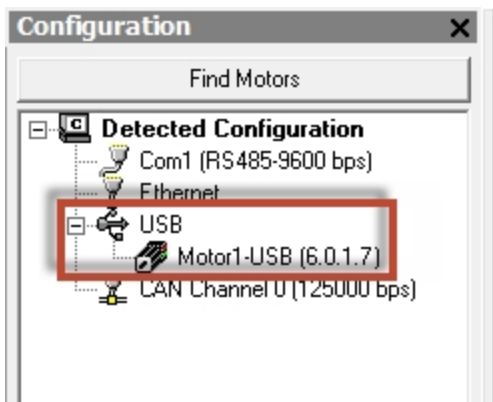 Configuration
Find Motors
Detected Configuration
Com1 (RS485-9600 bps)
Ethernet
USB
Motor1-USB (6.0.1.7)
CAN Channel 0 (125000 bps)